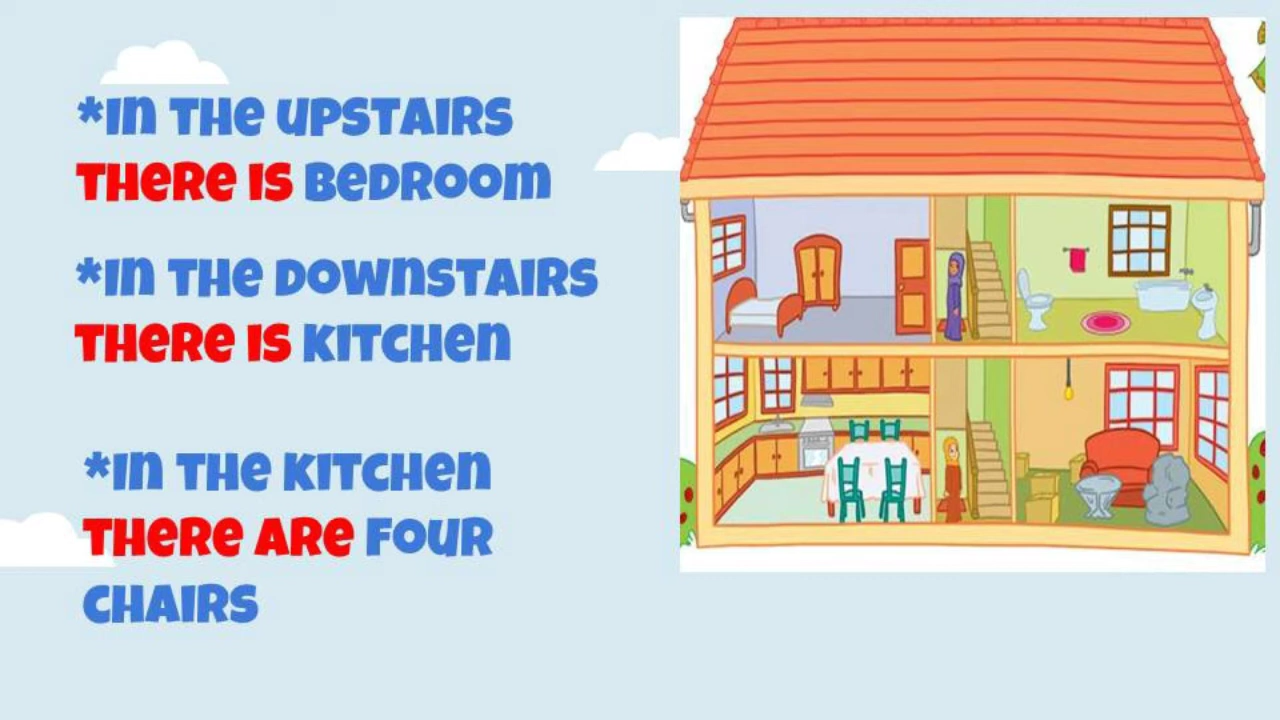 *In the upstairs
there is bedroom
*In the downstairs
there is kitchen
*In the kitchen
there are four
chairs